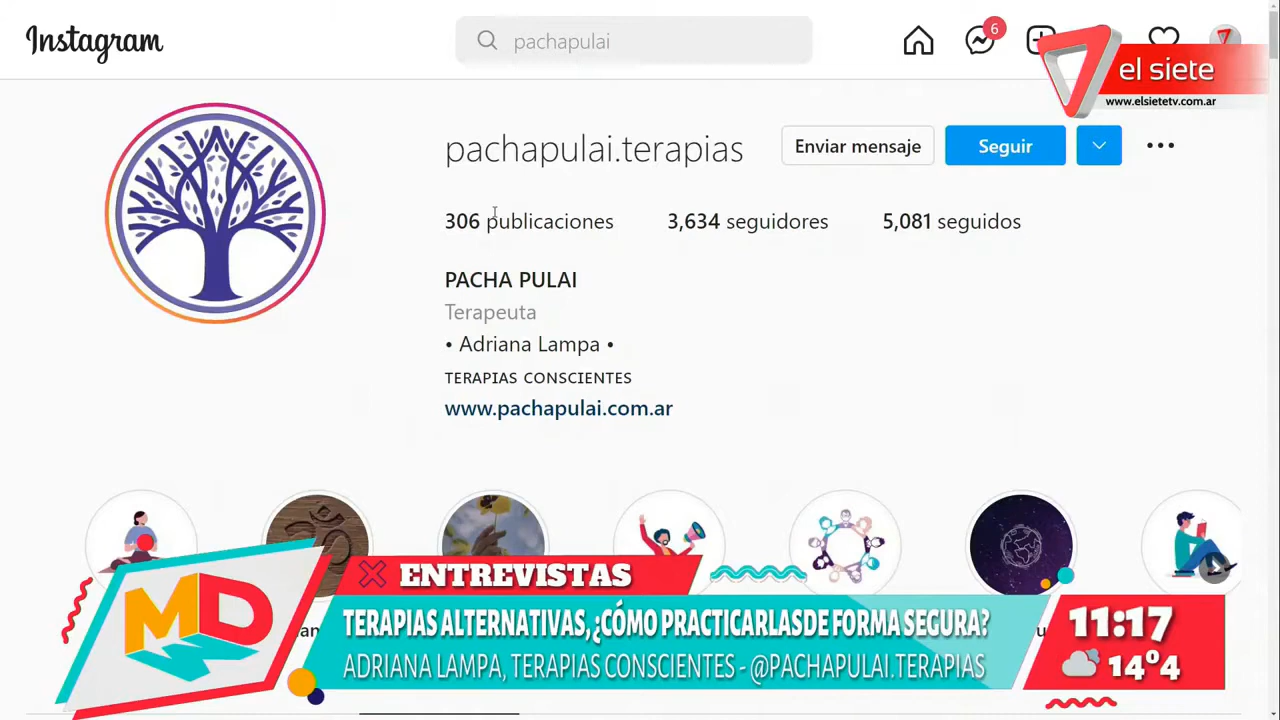 Instagram
pachapulai
6
el siete
www.elsietetv.com.ar
pachapulai.terapias
Enviar mensaje
Seguir
306 publicaciones
3,634 seguidores
5,081 seguidos
PACHA PULAI
Terapeuta
• Adriana Lampa •
TERAPIAS CONSCIENTES
www.pachapulai.com.ar
MD
ENTREVISTAS
TERAPIAS ALTERNATIVAS, ¿CÓMO PRACTICARLASDE FORMA SEGURA?
ADRIANA LAMPA, TERAPIAS CONSCIENTES - @PACHAPULAI.TERAPIAS
11:17
14º4